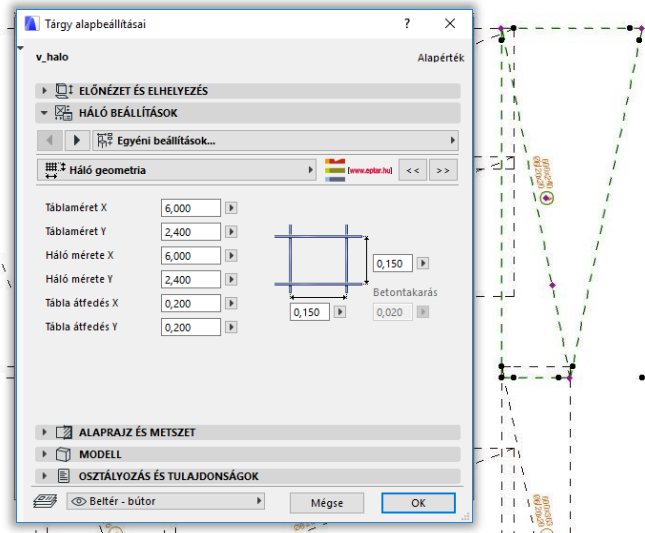 Tárgy alapbeállításai
?
v_halo
Alapérték
ELŐNÉZET ÉS ELHELYEZÉS
HÁLÓ BEÁLLÍTÁSOK
Egyéni beállítások...
Háló geometria
[www.eptar.hu]
<< >>
Táblaméret X 6,000
Táblaméret Y 2,400
Háló mérete X 6,000
Háló mérete Y 2,400
Tábla átfedés X 0,200
Tábla átfedés Y 0,200
0,150
Betontakarás
0,150
0,020
ALAPRAJZ ÉS METSZET
MODELL
OSZTÁLYOZÁS ÉS TULAJDONSÁGOK
Beltér - bútor
Mégse
OK